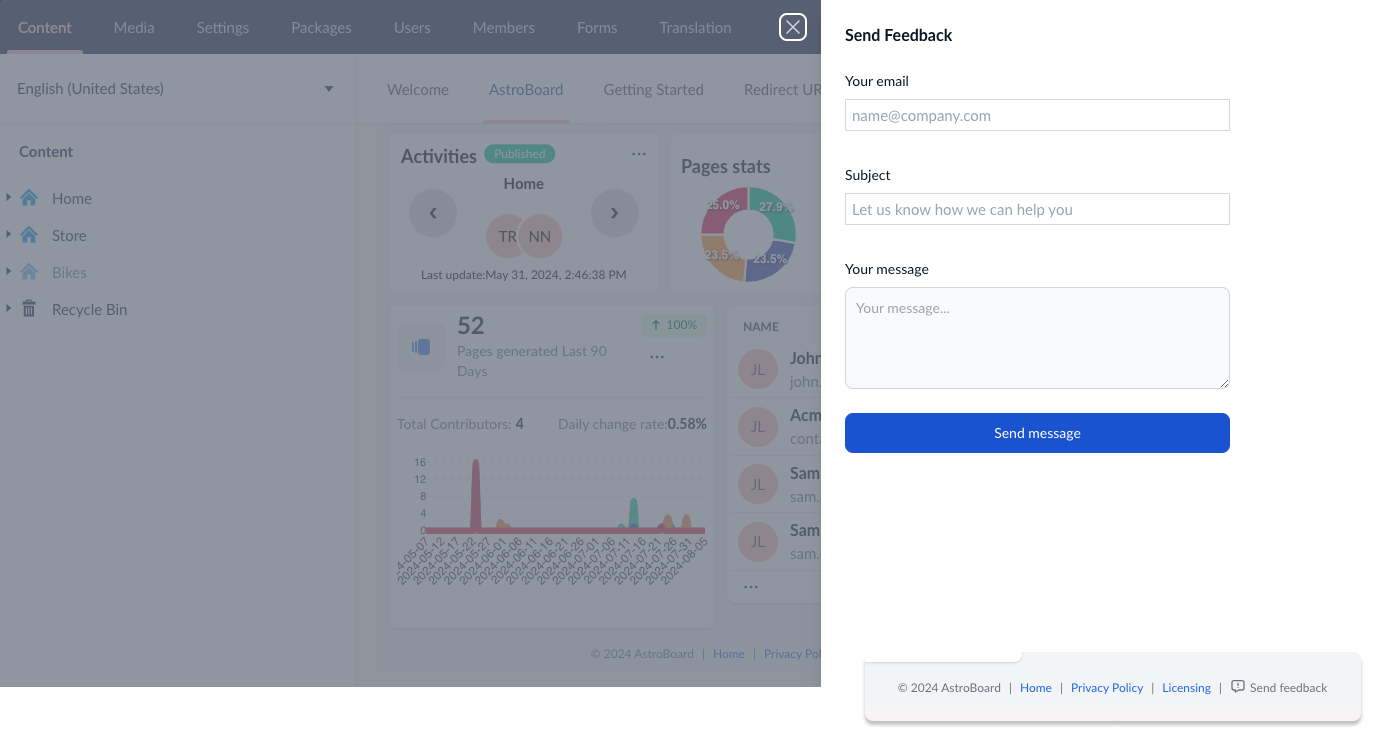 Content Media Settings Packages Users Members Forms Translation
English (United States)
Welcome AstroBoard Getting Started Redirect UR
Content
Home
Store
Bikes
Recycle Bin
Activities Published ...
Home
‹ ›
TR NN
Last update:May 31, 2024, 2:46:38 PM
Pages stats
25.0% 27.9%
23.5% 23.5%
52
↑ 100%
Pages generated Last 90
Days
...
Total Contributors: 4 Daily change rate:0.58%
16
12
8
4
0
4-05-07 2024-05-12 2024-05-17 2024-05-22 2024-05-27 2024-06-01 2024-06-06 2024-06-11 2024-06-16 2024-06-21 2024-06-26 2024-07-01 2024-07-06 2024-07-11 2024-07-16 2024-07-21 2024-07-26 2024-07-31 2024-08-05
NAME
JL John
john.
JL Acm
conta
JL Sam
sam.
JL Sam
sam.
...
© 2024 AstroBoard | Home | Privacy Pol
Send Feedback
Your email
name@company.com
Subject
Let us know how we can help you
Your message
Your message...
Send message
© 2024 AstroBoard | Home | Privacy Policy | Licensing | Send feedback